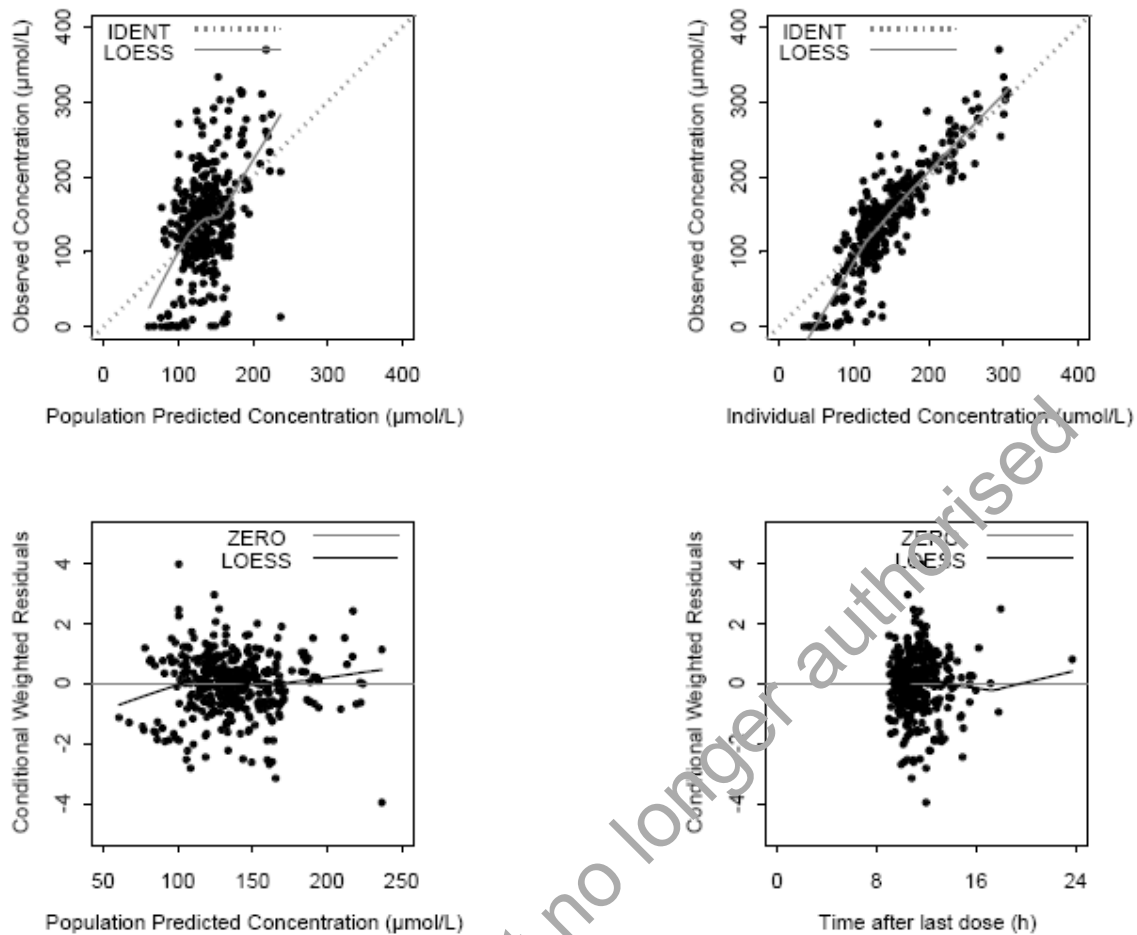 IDENT
LOESS
Observed Concentration (µmol/L)
0
100
200
300
400
0 100 200 300 400
Population Predicted Concentration (µmol/L)
IDENT
LOESS
Observed Concentration (µmol/L)
0
100
200
300
400
0 100 200 300 400
Individual Predicted Concentration (µmol/L)
ZERO
LOESS
Conditional Weighted Residuals
-4
-2
0
2
4
50 100 150 200 250
Population Predicted Concentration (µmol/L)
ZERO
LOESS
Conditional Weighted Residuals
-4
-2
0
2
4
0 8 16 24
Time after last dose (h)
no longer authorised